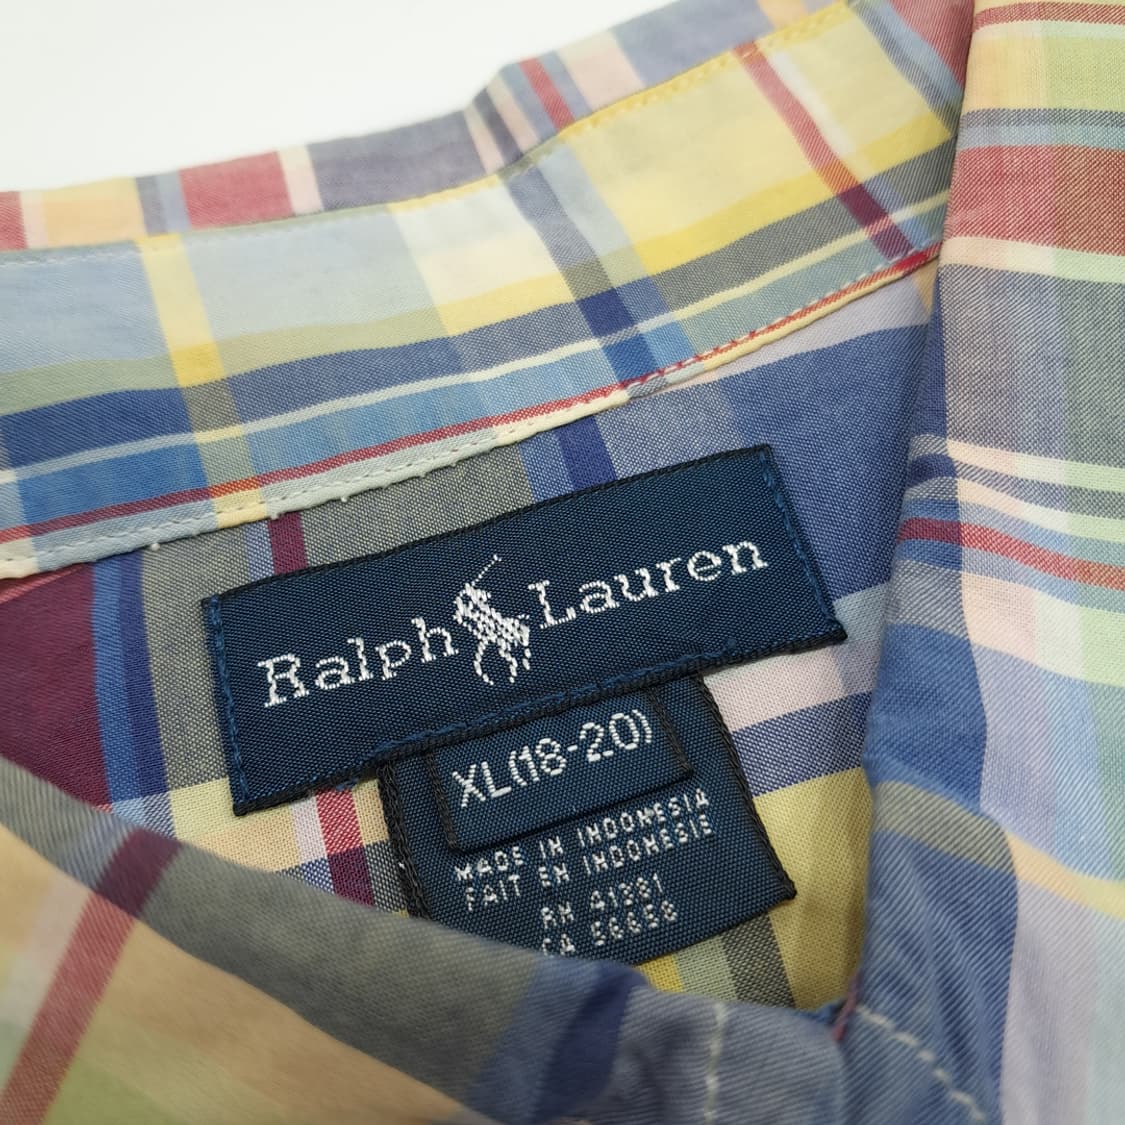 Ralph Lauren
XL(18-20)
MADE IN INDONESIA
FAIT EN INDONESIE
RN 41381
CA 56658